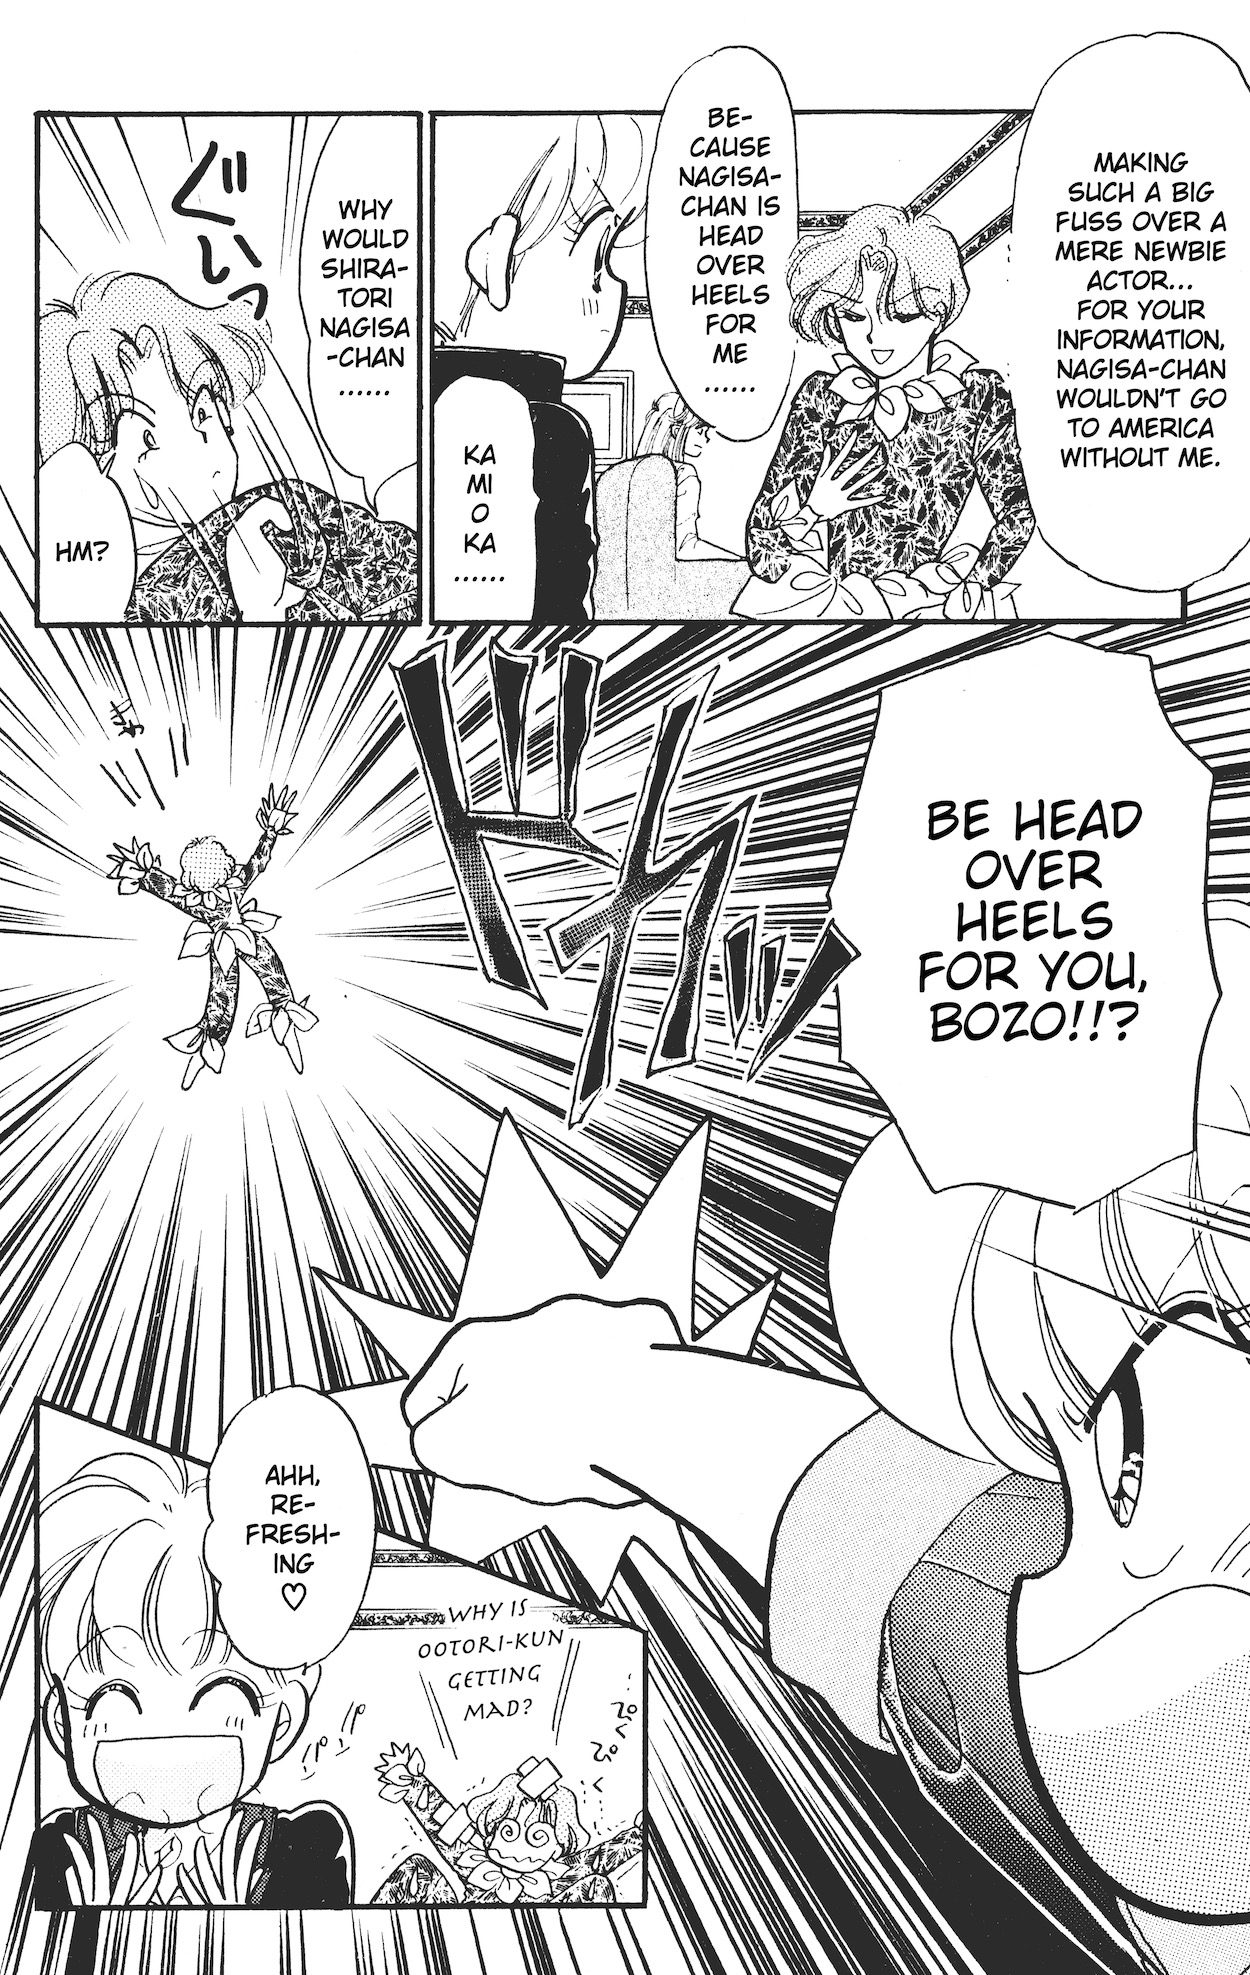 MAKING
SUCH A BIG
FUSS OVER A
MERE NEWBIE
ACTOR...
FOR YOUR
INFORMATION,
NAGISA-CHAN
WOULDN'T GO
TO AMERICA
WITHOUT ME.
BE-
CAUSE
NAGISA-
CHAN IS
HEAD
OVER
HEELS
FOR
ME
......
KA
MI
O
KA
......
WHY
WOULD
SHIRA-
TORI
NAGISA
-CHAN
......
ぐいっ
HM?
BE HEAD
OVER
HEELS
FOR YOU,
BOZO!!?
ドガッ
AHH,
RE-
FRESH-
ING
♡
WHY IS
OOTORI-KUN
GETTING
MAD?